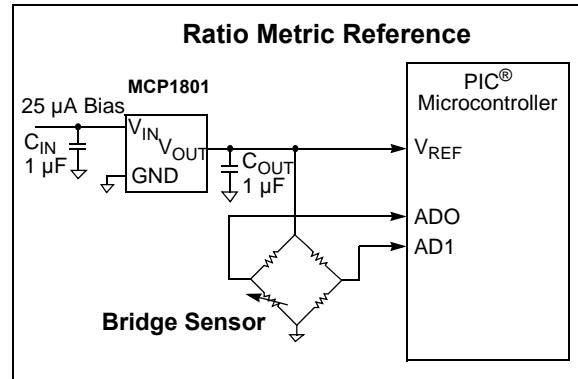 Ratio Metric Reference
MCP1801
PIC®
Microcontroller
25 µA Bias
VIN
VOUT
CIN
1 µF
GND
COUT
1 µF
VREF
ADO
AD1
Bridge Sensor